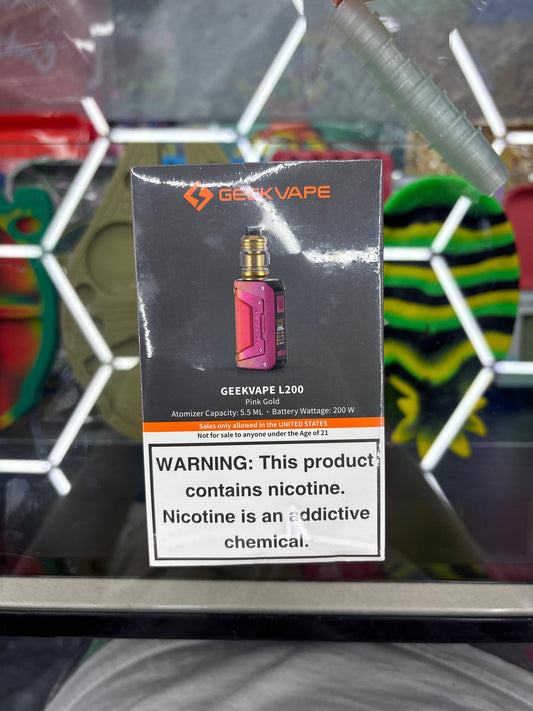 GEEKVAPE
GEEKVAPE L200
Pink Gold
Atomizer Capacity: 5.5 ML • Battery Wattage: 200 W
Sales only allowed in the UNITED STATES
Not for sale to anyone under the Age of 21
WARNING: This product
contains nicotine.
Nicotine is an addictive
chemical.